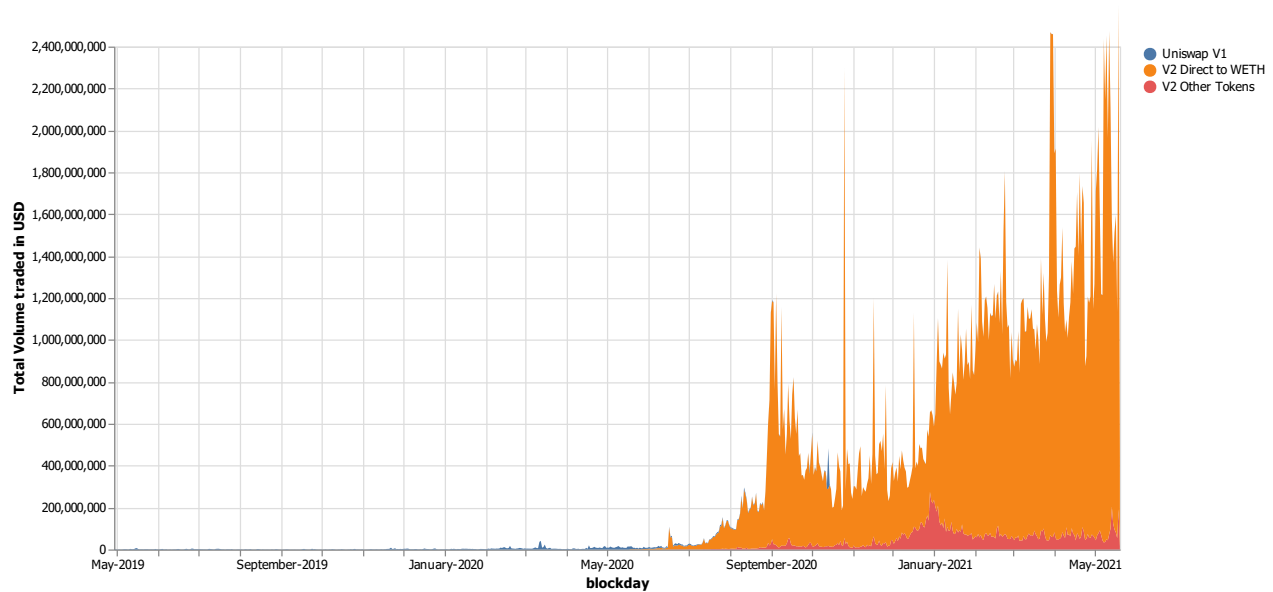 Total Volume traded in USD
2,400,000,000
2,200,000,000
2,000,000,000
1,800,000,000
1,600,000,000
1,400,000,000
1,200,000,000
1,000,000,000
800,000,000
600,000,000
400,000,000
200,000,000
0
May-2019 September-2019 January-2020 May-2020 September-2020 January-2021 May-2021
blockday
Uniswap V1
V2 Direct to WETH
V2 Other Tokens